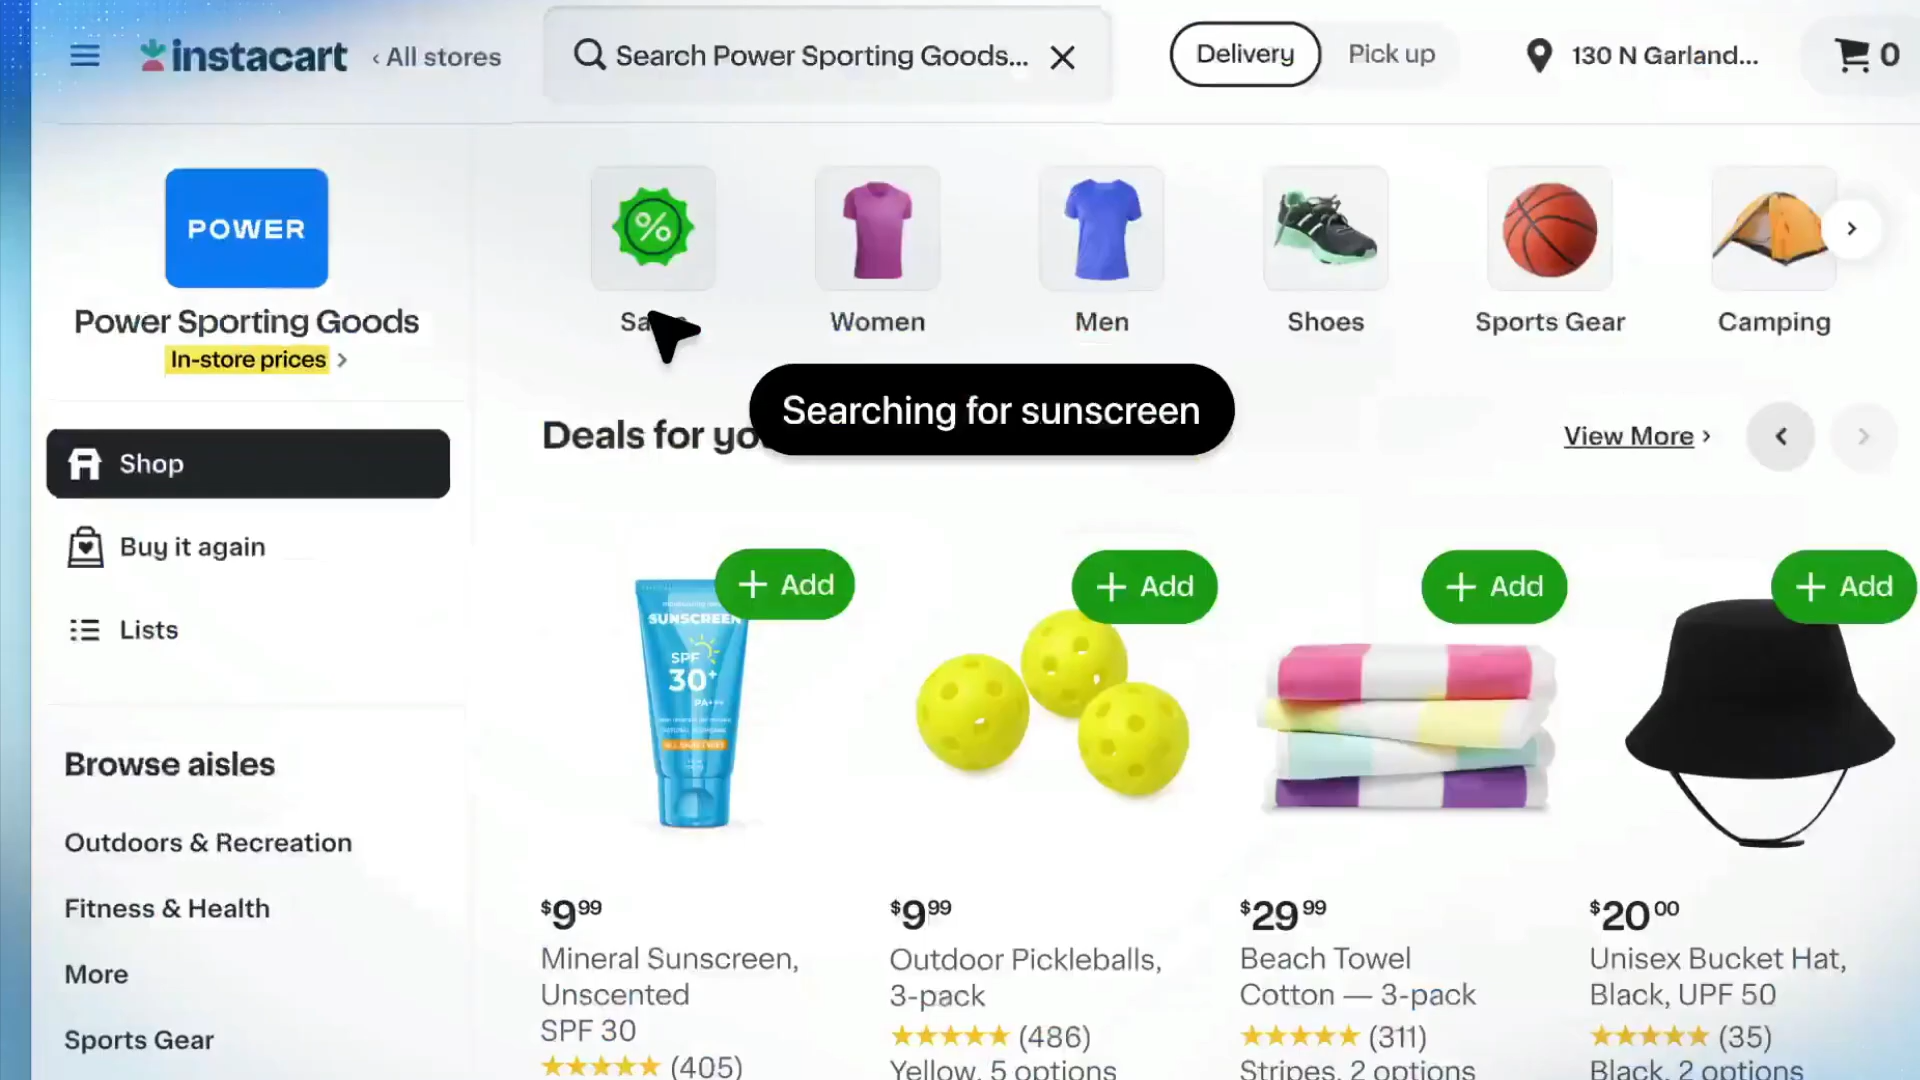 instacart
‹ All stores
Search Power Sporting Goods...
Delivery
Pick up
130 N Garland...
0
POWER
Power Sporting Goods
In-store prices
Women
Men
Shoes
Sports Gear
Camping
Searching for sunscreen
Deals for
View More
Shop
Buy it again
Lists
Browse aisles
Outdoors & Recreation
Fitness & Health
More
Sports Gear
+ Add
+ Add
+ Add
+ Add
SUNSCREEN
SPF
30+
PA+++
$9.99
Mineral Sunscreen,
Unscented
SPF 30
(405)
$9.99
Outdoor Pickleballs,
3-pack
(486)
Yellow, 5 options
$29.99
Beach Towel
Cotton — 3-pack
(311)
Stripes, 2 options
$20.00
Unisex Bucket Hat,
Black, UPF 50
(35)
Black, 2 options